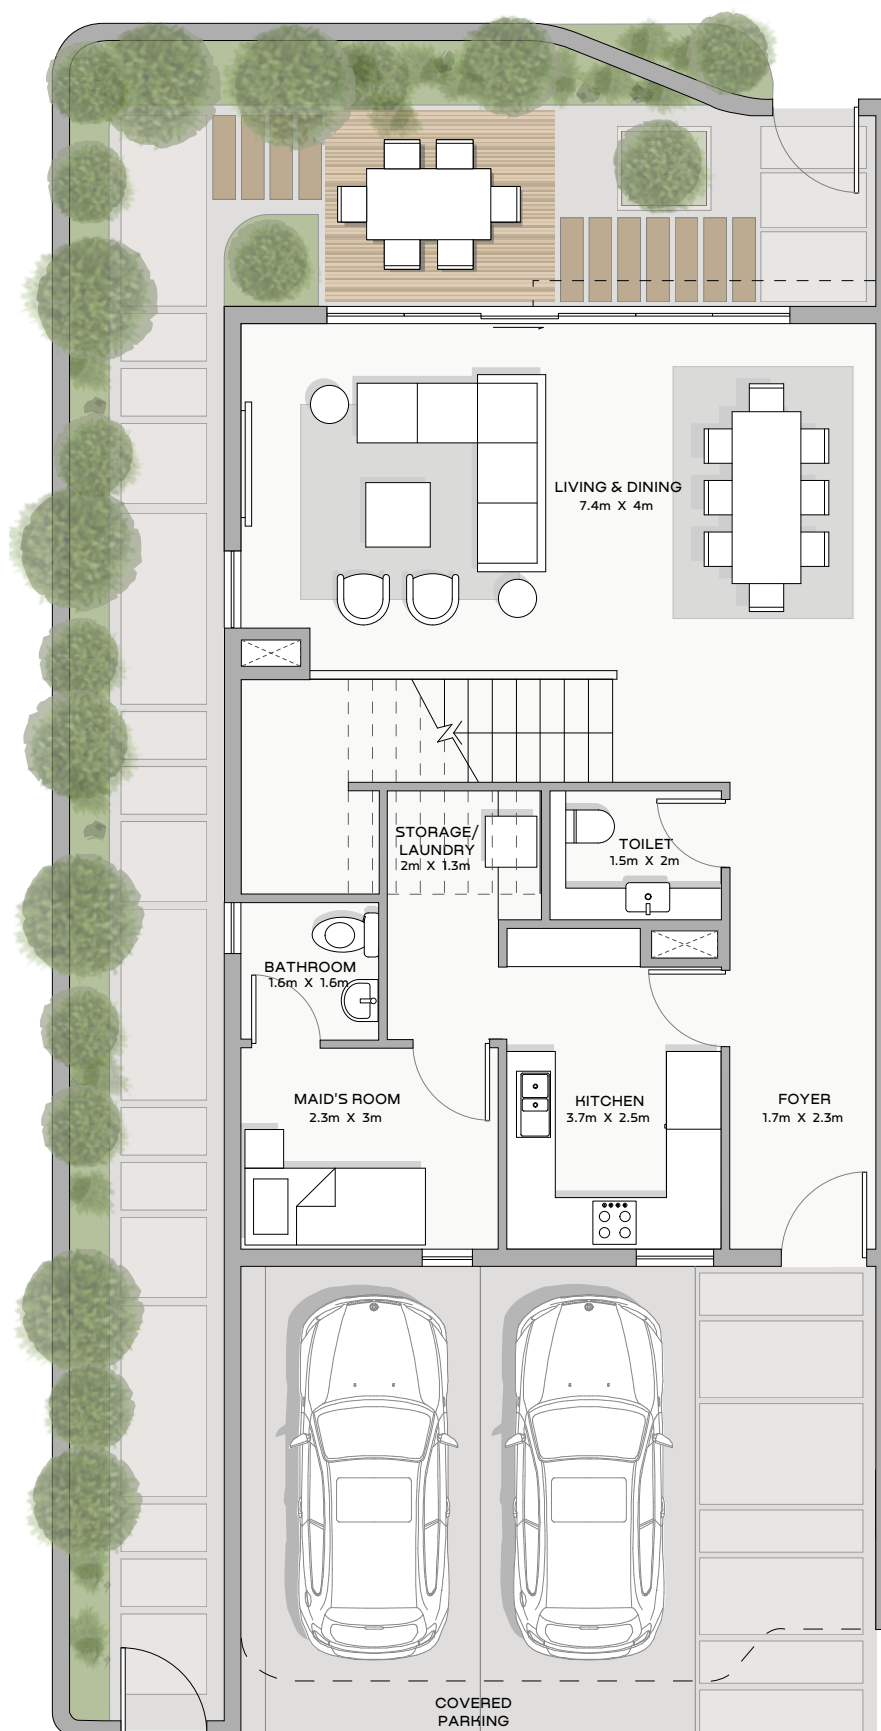 LIVING & DINING
7.4m X 4m
STORAGE/
LAUNDRY
2m X 1.3m
TOILET
1.5m X 2m
BATHROOM
1.6m X 1.6m
MAID'S ROOM
2.3m X 3m
KITCHEN
3.7m X 2.5m
FOYER
1.7m X 2.3m
COVERED
PARKING